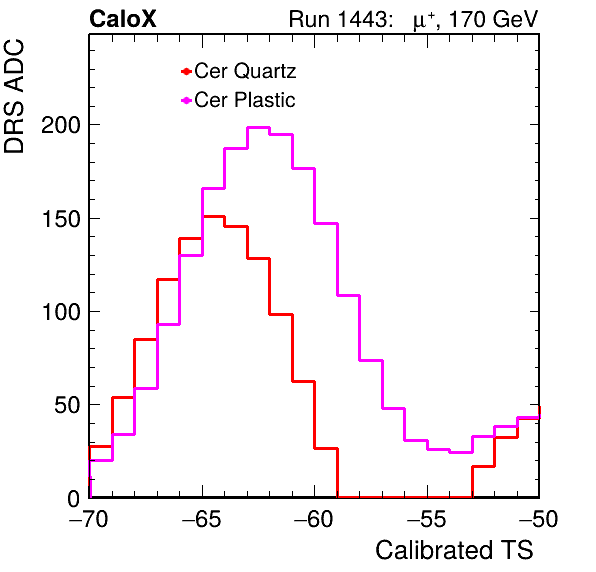 CaloX Run 1443: μ⁺, 170 GeV
DRS ADC
Cer Quartz
Cer Plastic
200
150
100
50
0
−70 −65 −60 −55 −50
Calibrated TS